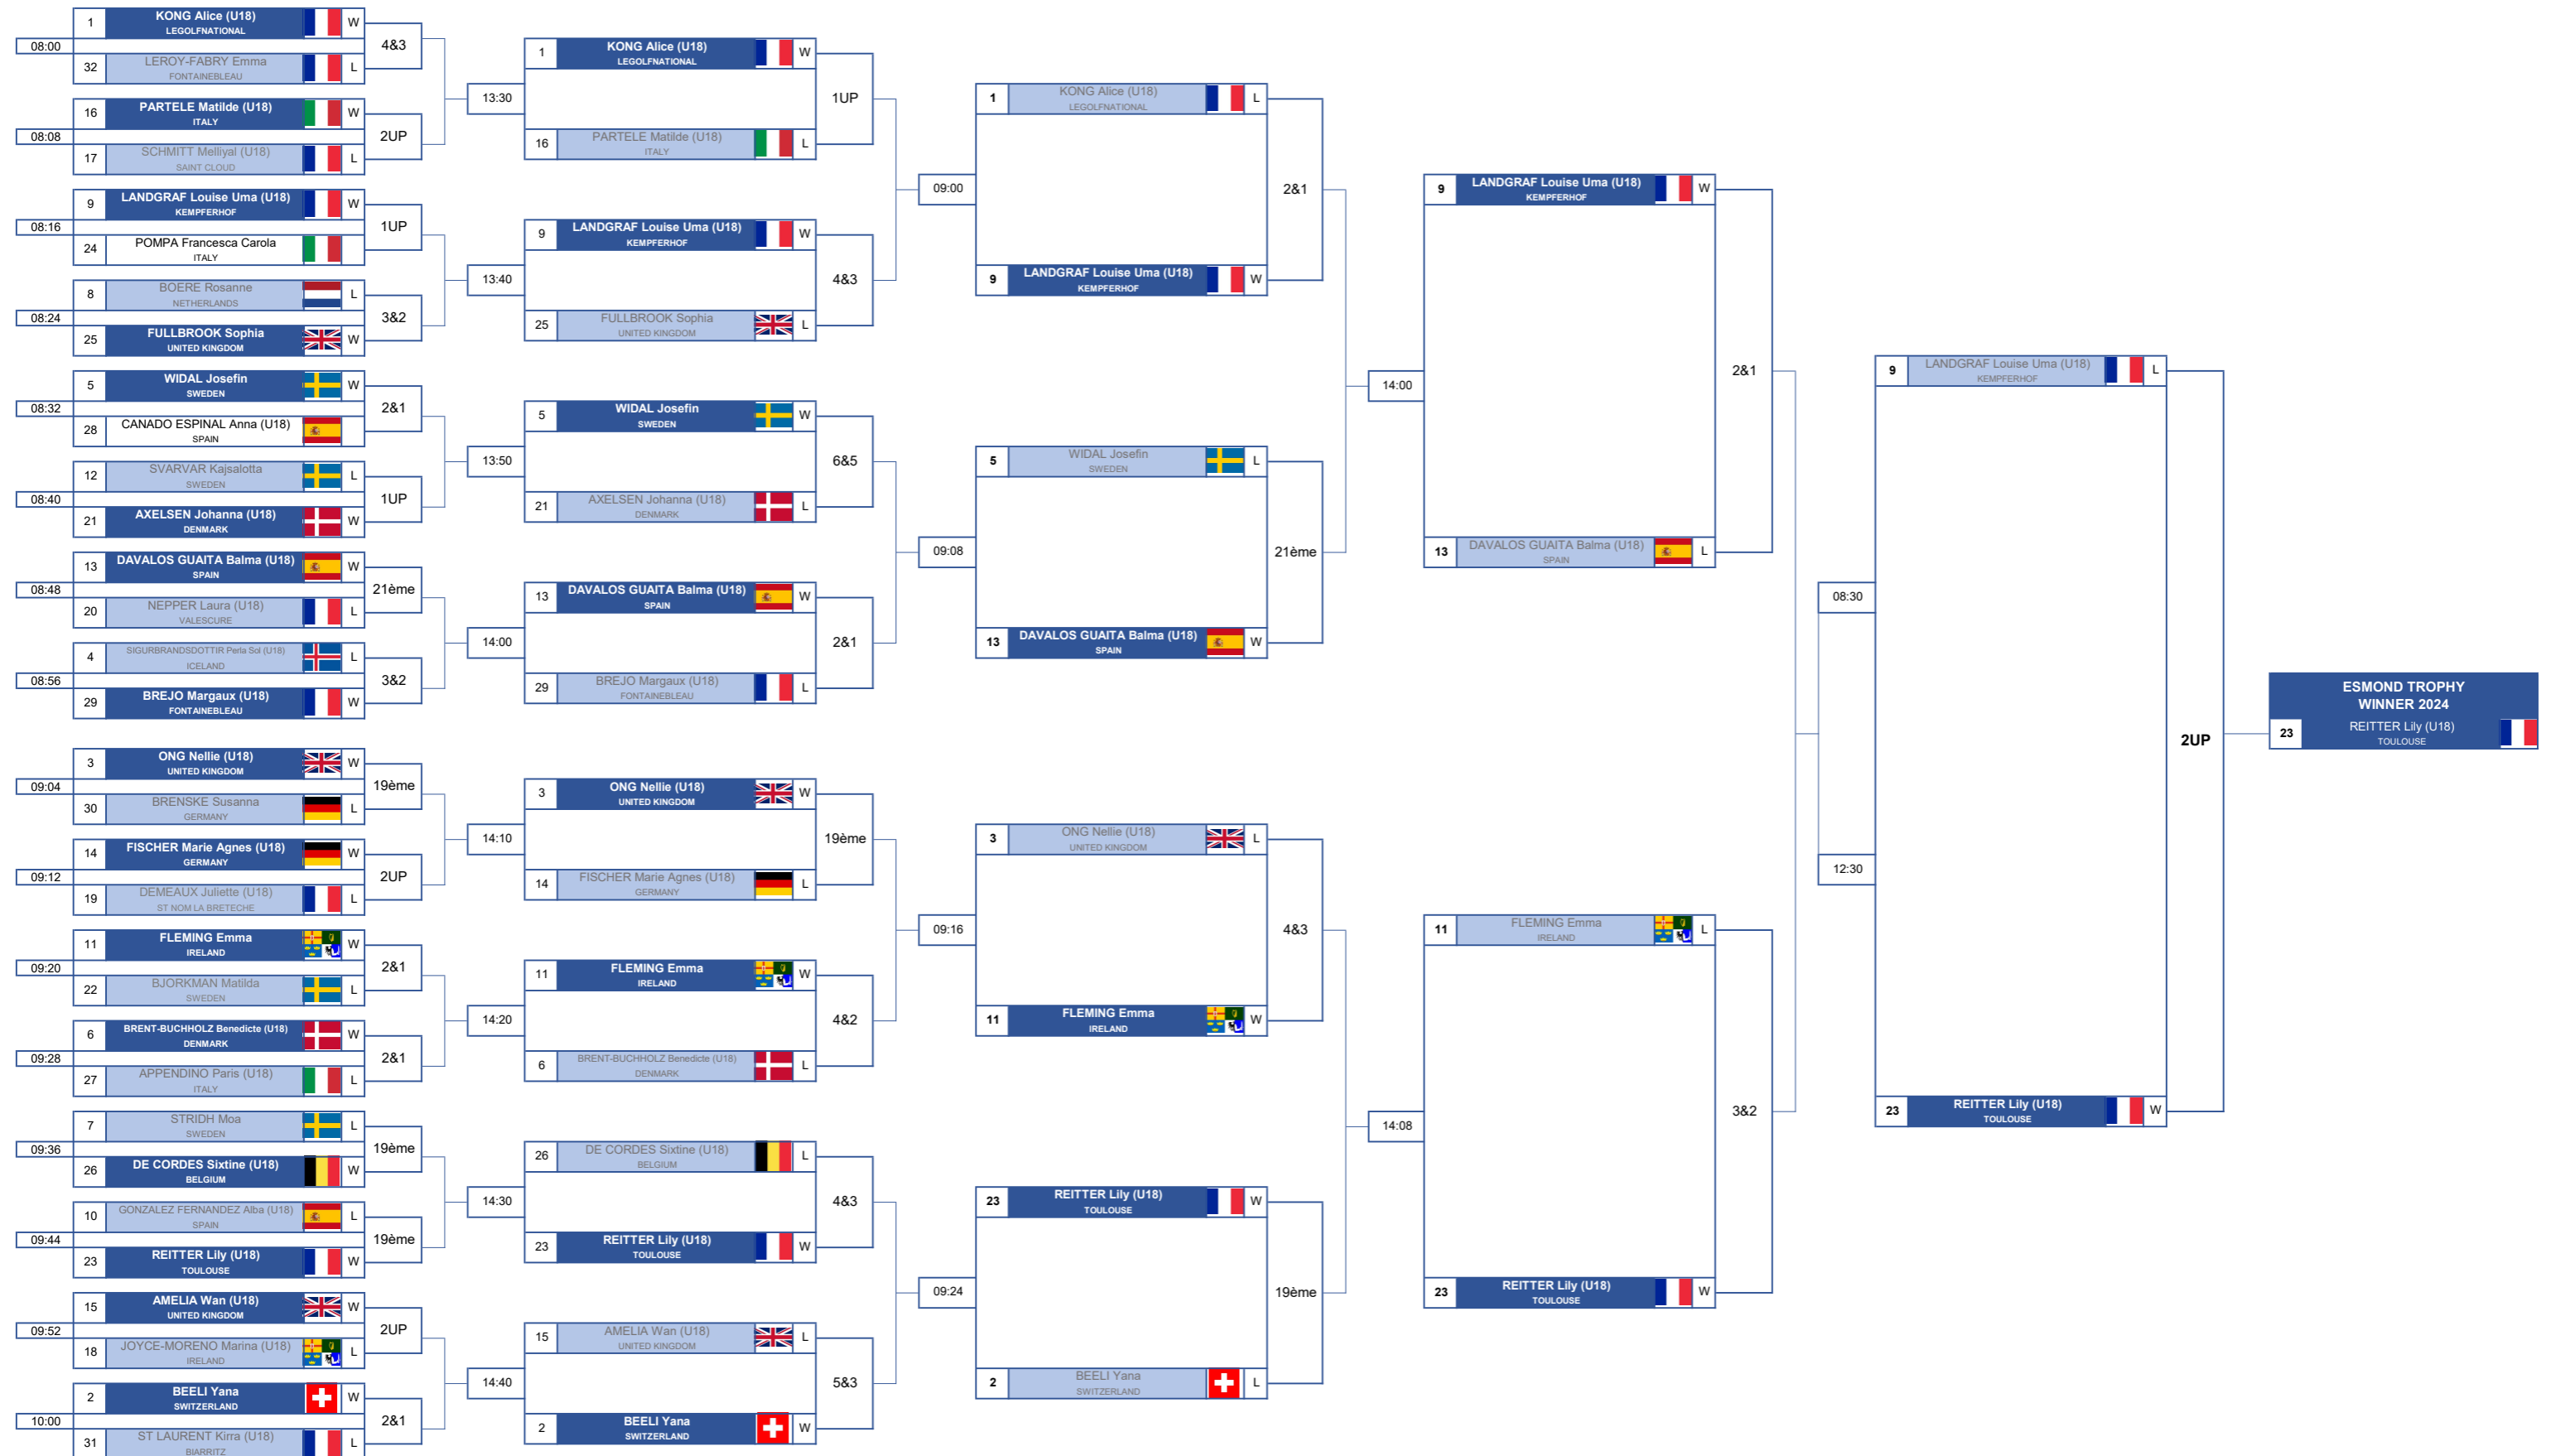 1 KONG Alice (U18) W
LEGOLFNATIONAL
08:00 4&3
32 LEROY-FABRY Emma L
FONTAINEBLEAU
16 PARTELE Matilde (U18) W
ITALY
08:08 2UP
17 SCHMITT Melliyal (U18) L
SAINT CLOUD
9 LANDGRAF Louise Uma (U18) W
KEMPFERHOF
08:16 1UP
24 POMPA Francesca Carola
ITALY
8 BOERE Rosanne L
NETHERLANDS
08:24 3&2
25 FULLBROOK Sophia W
UNITED KINGDOM
5 WIDAL Josefin W
SWEDEN
08:32 2&1
28 CANADO ESPINAL Anna (U18)
SPAIN
12 SVARVAR Kajsalotta L
SWEDEN
08:40 1UP
21 AXELSEN Johanna (U18) W
DENMARK
13 DAVALOS GUAITA Balma (U18) W
SPAIN
08:48 21ème
20 NEPPER Laura (U18) L
VALESCURE
4 SIGURBRANDSDOTTIR Perla Sol (U18) L
ICELAND
08:56 3&2
29 BREJO Margaux (U18) W
FONTAINEBLEAU
3 ONG Nellie (U18) W
UNITED KINGDOM
09:04 19ème
30 BRENSKE Susanna L
GERMANY
14 FISCHER Marie Agnes (U18) W
GERMANY
09:12 2UP
19 DEMEAUX Juliette (U18) L
ST NOM LA BRETECHE
11 FLEMING Emma W
IRELAND
09:20 2&1
22 BJORKMAN Matilda L
SWEDEN
6 BRENT-BUCHHOLZ Benedicte (U18) W
DENMARK
09:28 2&1
27 APPENDINO Paris (U18) L
ITALY
7 STRIDH Moa L
SWEDEN
09:36 19ème
26 DE CORDES Sixtine (U18) W
BELGIUM
10 GONZALEZ FERNANDEZ Alba (U18) L
SPAIN
09:44 19ème
23 REITTER Lily (U18) W
TOULOUSE
15 AMELIA Wan (U18) W
UNITED KINGDOM
09:52 2UP
18 JOYCE-MORENO Marina (U18) L
IRELAND
2 BEELI Yana W
SWITZERLAND
10:00 2&1
31 ST LAURENT Kirra (U18) L
BIARRITZ
1 KONG Alice (U18) W
LEGOLFNATIONAL
13:30 1UP
16 PARTELE Matilde (U18) L
ITALY
9 LANDGRAF Louise Uma (U18) W
KEMPFERHOF
13:40 4&3
25 FULLBROOK Sophia L
UNITED KINGDOM
5 WIDAL Josefin W
SWEDEN
13:50 6&5
21 AXELSEN Johanna (U18) L
DENMARK
13 DAVALOS GUAITA Balma (U18) W
SPAIN
14:00 2&1
29 BREJO Margaux (U18) L
FONTAINEBLEAU
3 ONG Nellie (U18) W
UNITED KINGDOM
14:10 19ème
14 FISCHER Marie Agnes (U18) L
GERMANY
11 FLEMING Emma W
IRELAND
14:20 4&2
6 BRENT-BUCHHOLZ Benedicte (U18) L
DENMARK
26 DE CORDES Sixtine (U18) L
BELGIUM
14:30 4&3
23 REITTER Lily (U18) W
TOULOUSE
15 AMELIA Wan (U18) L
UNITED KINGDOM
14:40 5&3
2 BEELI Yana W
SWITZERLAND
1 KONG Alice (U18) L
LEGOLFNATIONAL
09:00 2&1
9 LANDGRAF Louise Uma (U18) W
KEMPFERHOF
5 WIDAL Josefin L
SWEDEN
09:08 21ème
13 DAVALOS GUAITA Balma (U18) W
SPAIN
3 ONG Nellie (U18) L
UNITED KINGDOM
09:16 4&3
11 FLEMING Emma W
IRELAND
23 REITTER Lily (U18) W
TOULOUSE
09:24 19ème
2 BEELI Yana L
SWITZERLAND
9 LANDGRAF Louise Uma (U18) W
KEMPFERHOF
14:00 2&1
13 DAVALOS GUAITA Balma (U18) L
SPAIN
11 FLEMING Emma L
IRELAND
14:08 3&2
23 REITTER Lily (U18) W
TOULOUSE
9 LANDGRAF Louise Uma (U18) L
KEMPFERHOF
08:30
2UP
12:30
23 REITTER Lily (U18) W
TOULOUSE
ESMOND TROPHY
WINNER 2024
23 REITTER Lily (U18)
TOULOUSE